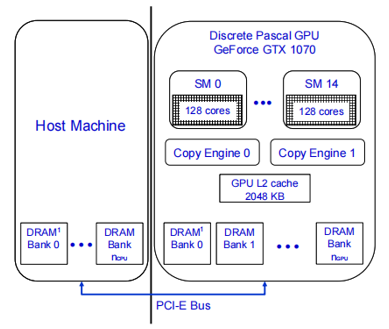 Discrete Pascal GPU
GeForce GTX 1070
SM 0
128 cores
SM 14
128 cores
Host Machine
Copy Engine 0
Copy Engine 1
GPU L2 cache
2048 KB
DRAM¹
Bank 0
DRAM
Bank
nCPU
DRAM¹
Bank 0
DRAM
Bank 1
DRAM
Bank
nGPU
PCI-E Bus